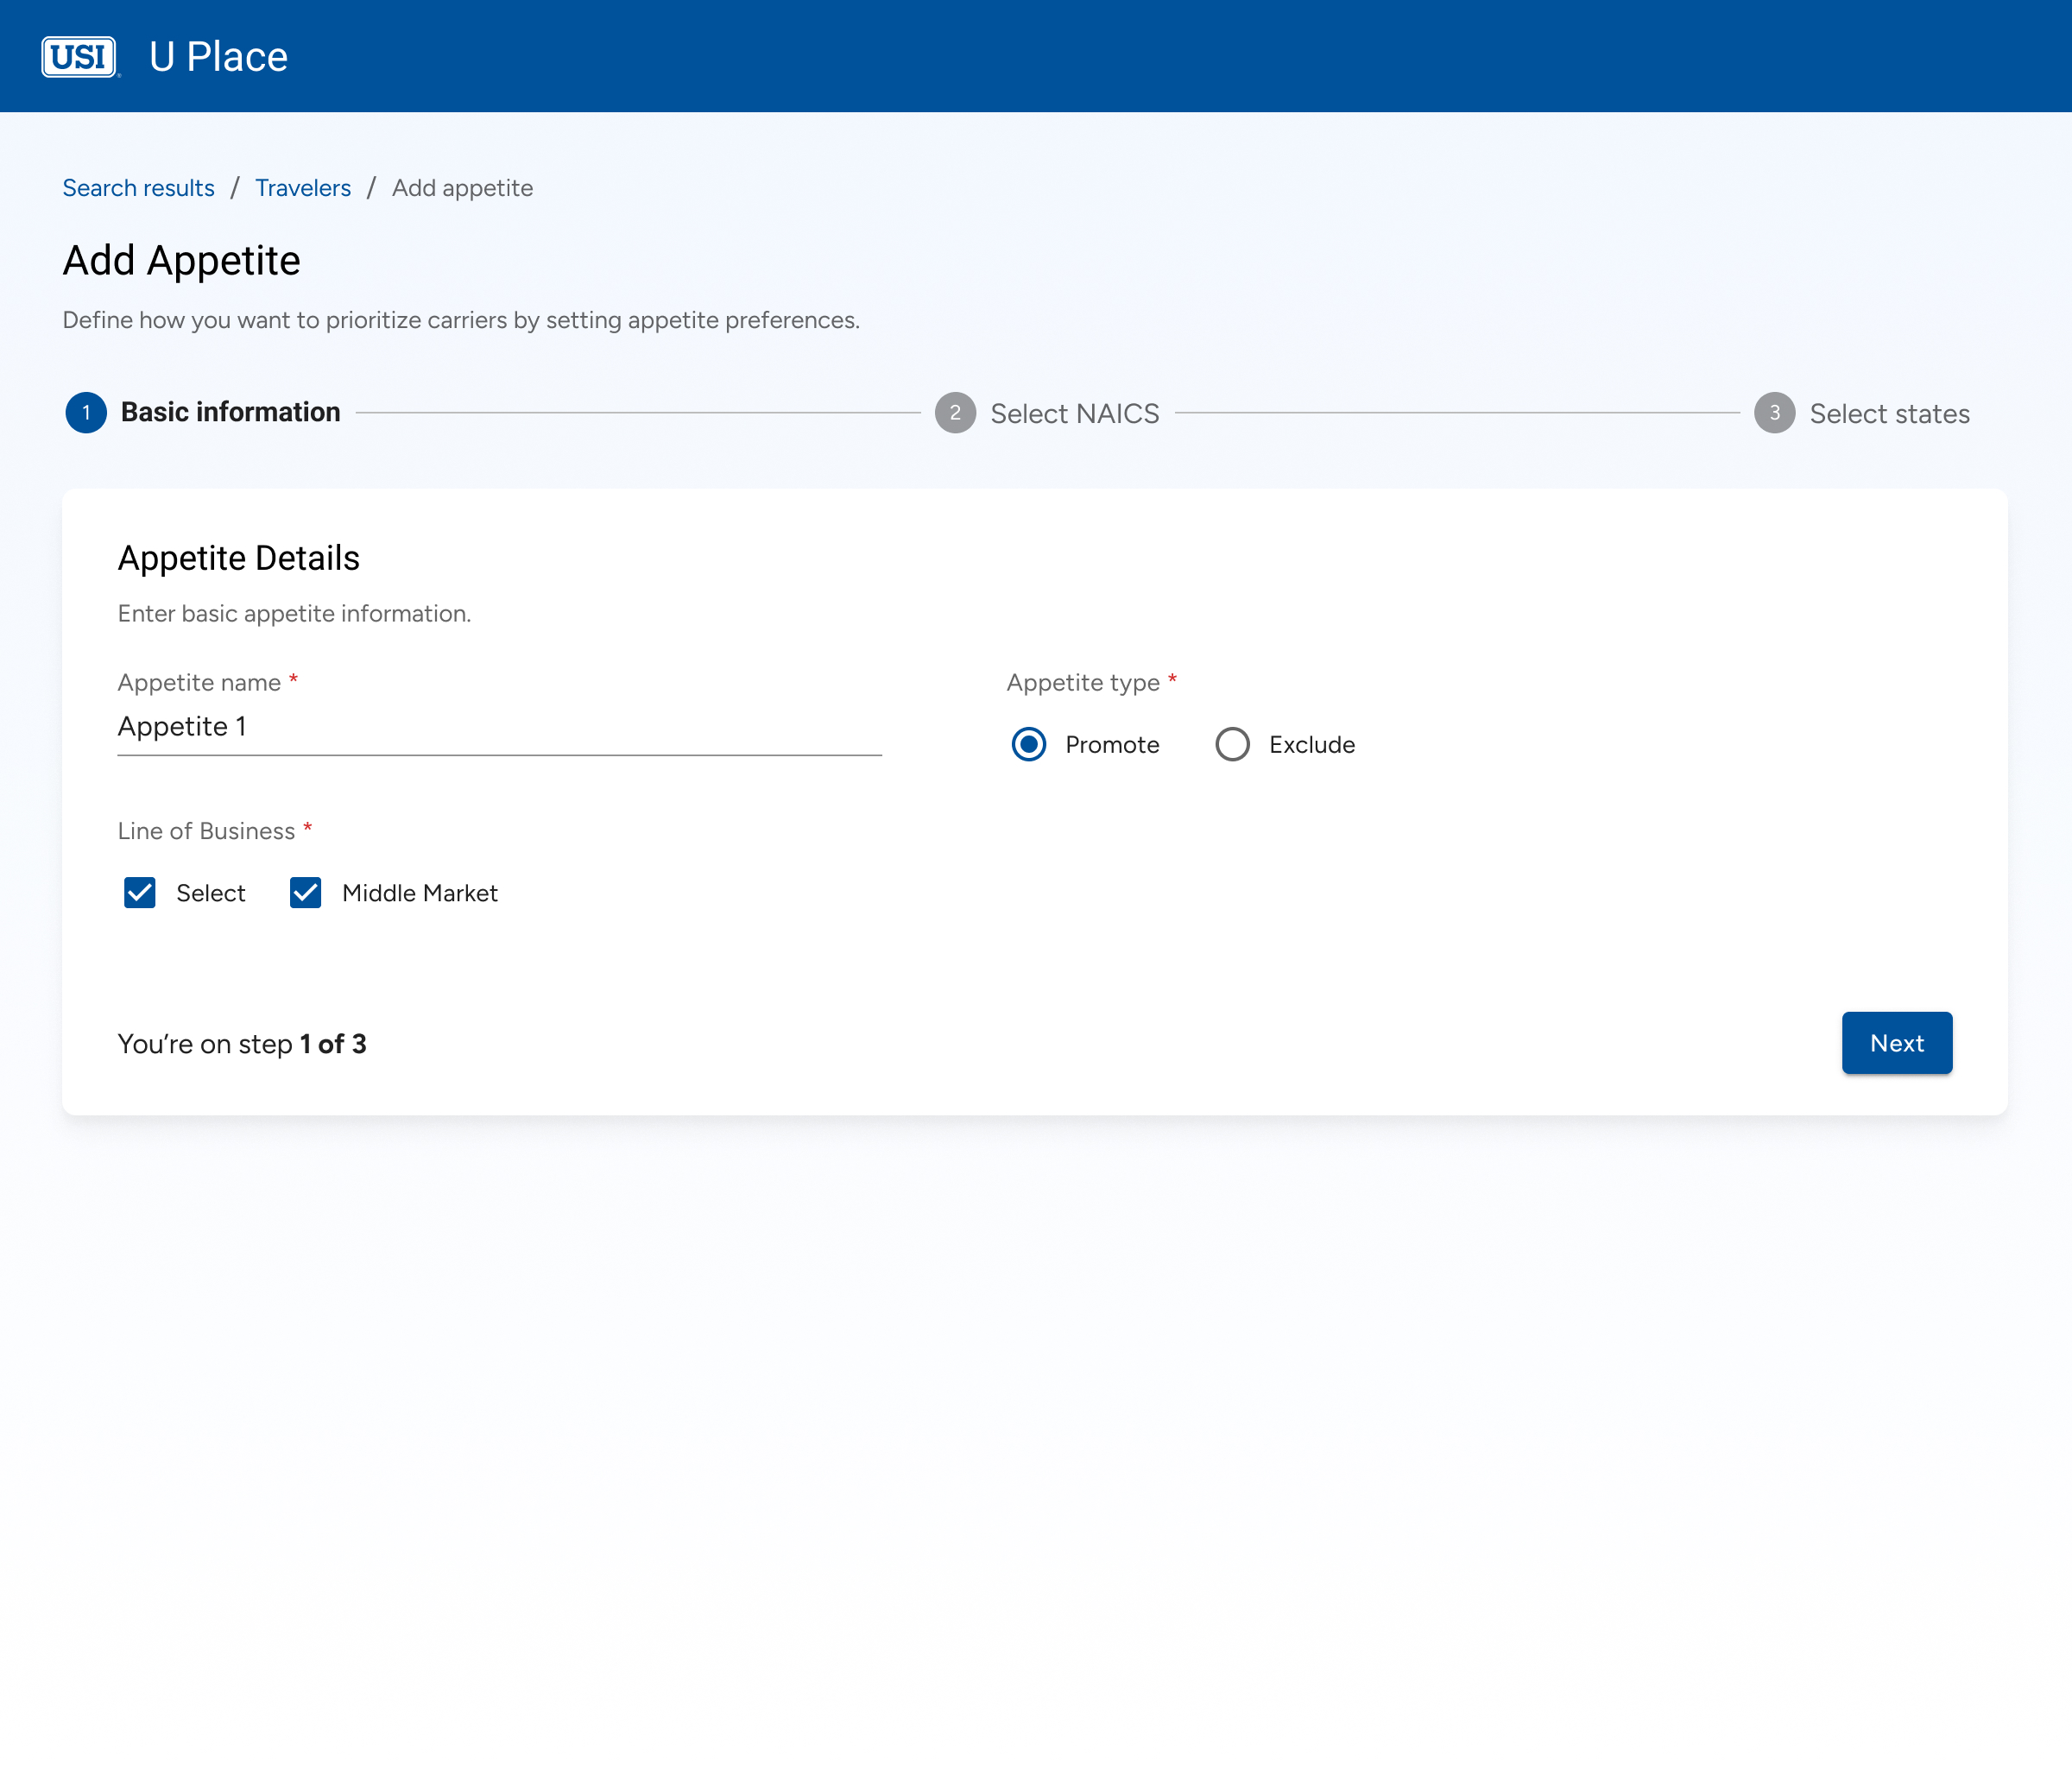 USI U Place
Search results / Travelers / Add appetite
Add Appetite
Define how you want to prioritize carriers by setting appetite preferences.
1 Basic information 2 Select NAICS 3 Select states
Appetite Details
Enter basic appetite information.
Appetite name * Appetite type *
Appetite 1
Promote Exclude
Line of Business *
Select Middle Market
You’re on step 1 of 3 Next